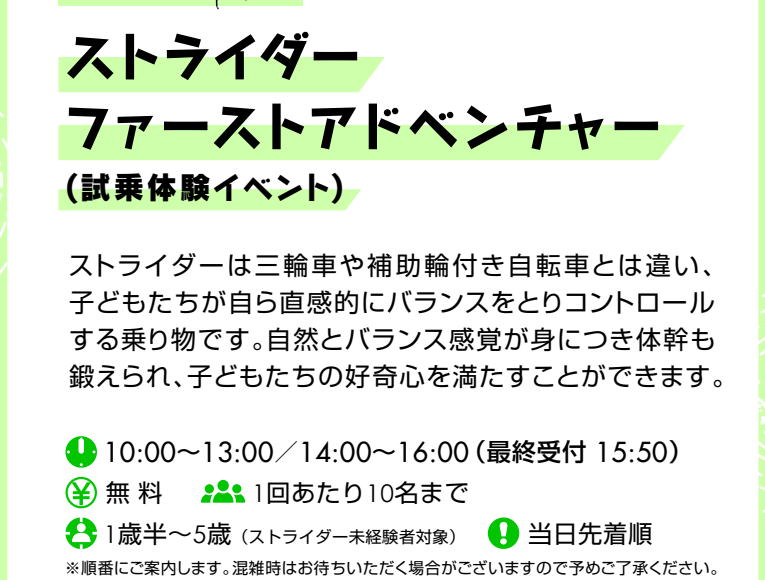 ストライダー
ファーストアドベンチャー
(試乗体験イベント)
ストライダーは三輪車や補助輪付き自転車とは違い、
子どもたちが自ら直感的にバランスをとりコントロール
する乗り物です。自然とバランス感覚が身につき体幹も
鍛えられ、子どもたちの好奇心を満たすことができます。
10:00〜13:00／14:00〜16:00(最終受付 15:50)
無 料 1回あたり10名まで
1歳半〜5歳(ストライダー未経験者対象) 当日先着順
※順番にご案内します。混雑時はお待ちいただく場合がございますので予めご了承ください。